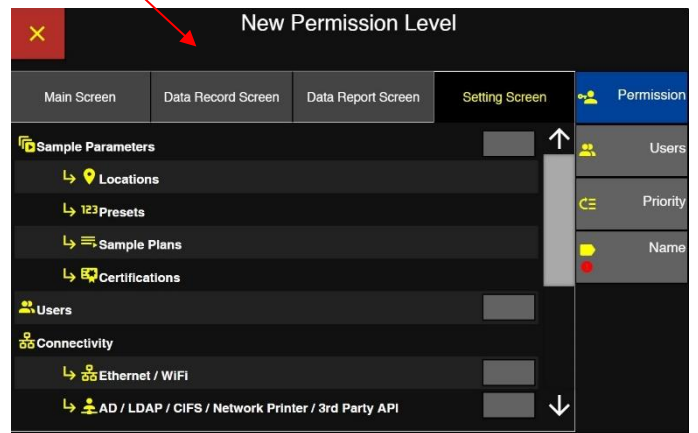 New Permission Level
Main Screen Data Record Screen Data Report Screen Setting Screen Permission
Sample Parameters
Users
Locations
123 Presets
Priority
Sample Plans
Name
Certifications
Users
Connectivity
Ethernet / WiFi
AD / LDAP / CIFS / Network Printer / 3rd Party API